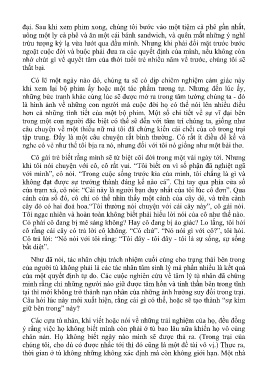 đại. Sau khi xem phim xong, chúng tôi bước vào một tiệm cà phê gần nhất,
uống một ly cà phê và ăn một cái bánh sandwich, và quên mất những ý nghĩ
trừu tượng kỳ lạ vừa lướt qua đầu mình. Nhưng khi phải đối mặt trước bước
ngoặt cuộc đời và buộc phải đưa ra các quyết định của mình, nếu không còn
nhớ chút gì về quyết tâm của thời tuổi trẻ nhiều năm về trước, chúng tôi sẽ
thất bại.
Có lẽ một ngày nào đó, chúng ta sẽ có dịp chiêm nghiệm cảm giác này
khi xem lại bộ phim ấy hoặc một tác phẩm tương tự. Nhưng đến lúc ấy,
những bức tranh khác cùng lúc sẽ được mở ra trong tâm tưởng chúng ta - đó
là hình ảnh về những con người mà cuộc đời họ có thể nói lên nhiều điều
hơn cả những tình tiết của một bộ phim. Một số chi tiết về sự vĩ đại bên
trong một con người đặc biệt có thể sẽ đến với tâm trí chúng ta, giống như
câu chuyện về một thiếu nữ mà tôi đã chứng kiến cái chết của cô trong trại
tập trung. Đấy là một câu chuyện rất bình thường. Có rất ít điều để kể và
nghe có vẻ như thể tôi bịa ra nó, nhưng đối với tôi nó giống như một bài thơ.
Cô gái trẻ biết rằng mình sẽ từ biệt cõi đời trong một vài ngày tới. Nhưng
khi tôi nói chuyện với cô, cô rất vui. “Tôi biết ơn vì số phận đã nghiệt ngã
với mình”, cô nói. “Trong cuộc sống trước kia của mình, tôi chẳng là gì và
không đạt được sự trưởng thành đáng kể nào cả”. Chỉ tay qua phía cửa sổ
của trạm xá, cô nói: “Cái này là người bạn duy nhất của tôi lúc cô đơn”. Qua
cánh cửa sổ đó, cô chỉ có thể nhìn thấy một cành của cây dẻ, và trên cành
cây đó có hai đoá hoa.“Tôi thường nói chuyện với cái cây này”, cô gái nói.
Tôi ngạc nhiên và hoàn toàn không biết phải hiểu lời nói của cô như thế nào.
Cô phải cô đang bị mê sảng không? Hay cô đang bị ảo giác? Lo lắng, tôi hỏi
cô rằng cái cây có trả lời cô không. “Có chứ”. “Nó nói gì với cô?”, tôi hỏi.
Cô trả lời: “Nó nói với tôi rằng: “Tôi đây - tôi đây - tôi là sự sống, sự sống
bất diệt”.
Như đã nói, tác nhân chịu trách nhiệm cuối cùng cho trạng thái bên trong
của người tù không phải là các tác nhân tâm sinh lý mà phần nhiều là kết quả
của một quyết định tự do. Các cuộc nghiên cứu về tâm lý tù nhân đã chứng
minh rằng chỉ những người nào giữ được tâm hồn và tinh thần bên trong tỉnh
tại thì mới không trở thành nạn nhân của những ảnh hưởng suy đồi trong trại.
Câu hỏi lúc này mới xuất hiện, rằng cái gì có thể, hoặc sẽ tạo thành “sự kìm
giữ bên trong” này?
Các cựu tù nhân, khi viết hoặc nói về những trải nghiệm của họ, đều đồng
ý rằng việc họ không biết mình còn phải ở tù bao lâu nữa khiến họ vô cùng
chán nản. Họ không biết ngày nào mình sẽ được thả ra. (Trong trại của
chúng tôi, cho dù có được nhắc tới thì đó cũng là một đề tài vô vị.) Thực ra,
thời gian ở tù không những không xác định mà còn không giới hạn. Một nhà